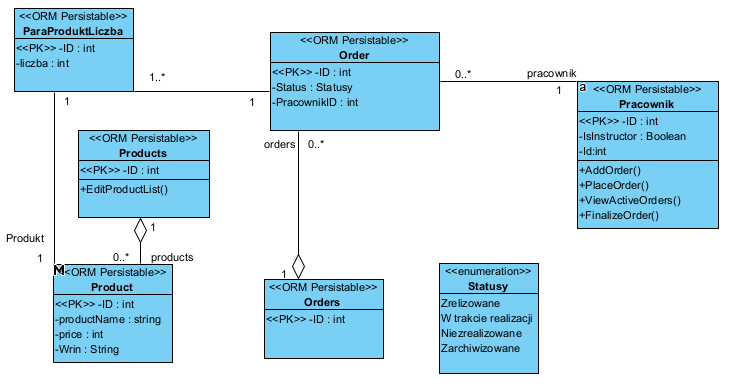 <<ORM Persistable>>
ParaProduktLiczba
<<PK>> -ID : int
-liczba : int
1..*
1
1
<<ORM Persistable>>
Order
<<PK>> -ID : int
-Status : Statusy
-PracownikID : int
0..*
pracownik
1
a
<<ORM Persistable>>
Pracownik
<<PK>> -ID : int
-IsInstructor : Boolean
-Id:int
+AddOrder()
+PlaceOrder()
+ViewActiveOrders()
+FinalizeOrder()
<<ORM Persistable>>
Products
<<PK>> -ID : int
+EditProductList()
1
0..*
products
Produkt
1
orders
0..*
1
M
<<ORM Persistable>>
Product
<<PK>> -ID : int
-productName : string
-price : int
-Wrin : String
<<ORM Persistable>>
Orders
<<PK>> -ID : int
<<enumeration>>
Statusy
Zrelizowane
W trakcie realizacji
Niezrealizowane
Zarchiwizowane